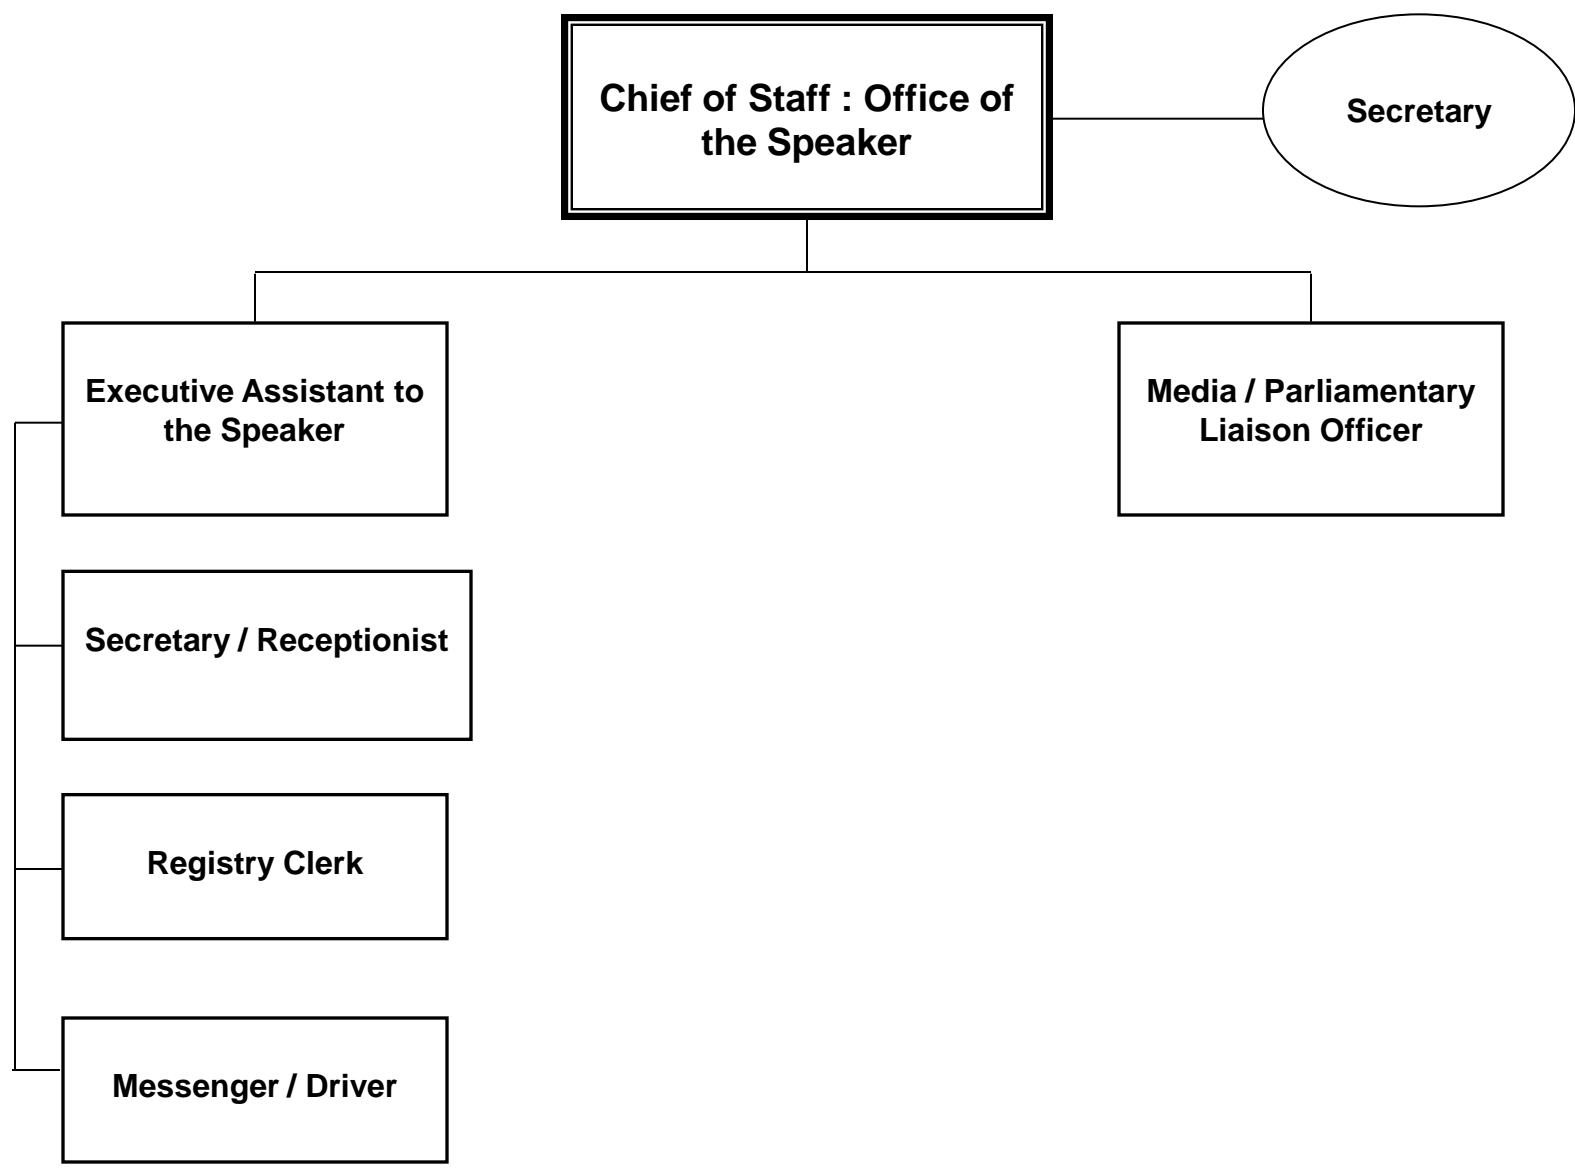 Chief of Staff : Office of
the Speaker
Secretary
Executive Assistant to
the Speaker
Media / Parliamentary
Liaison Officer
Secretary / Receptionist
Registry Clerk
Messenger / Driver